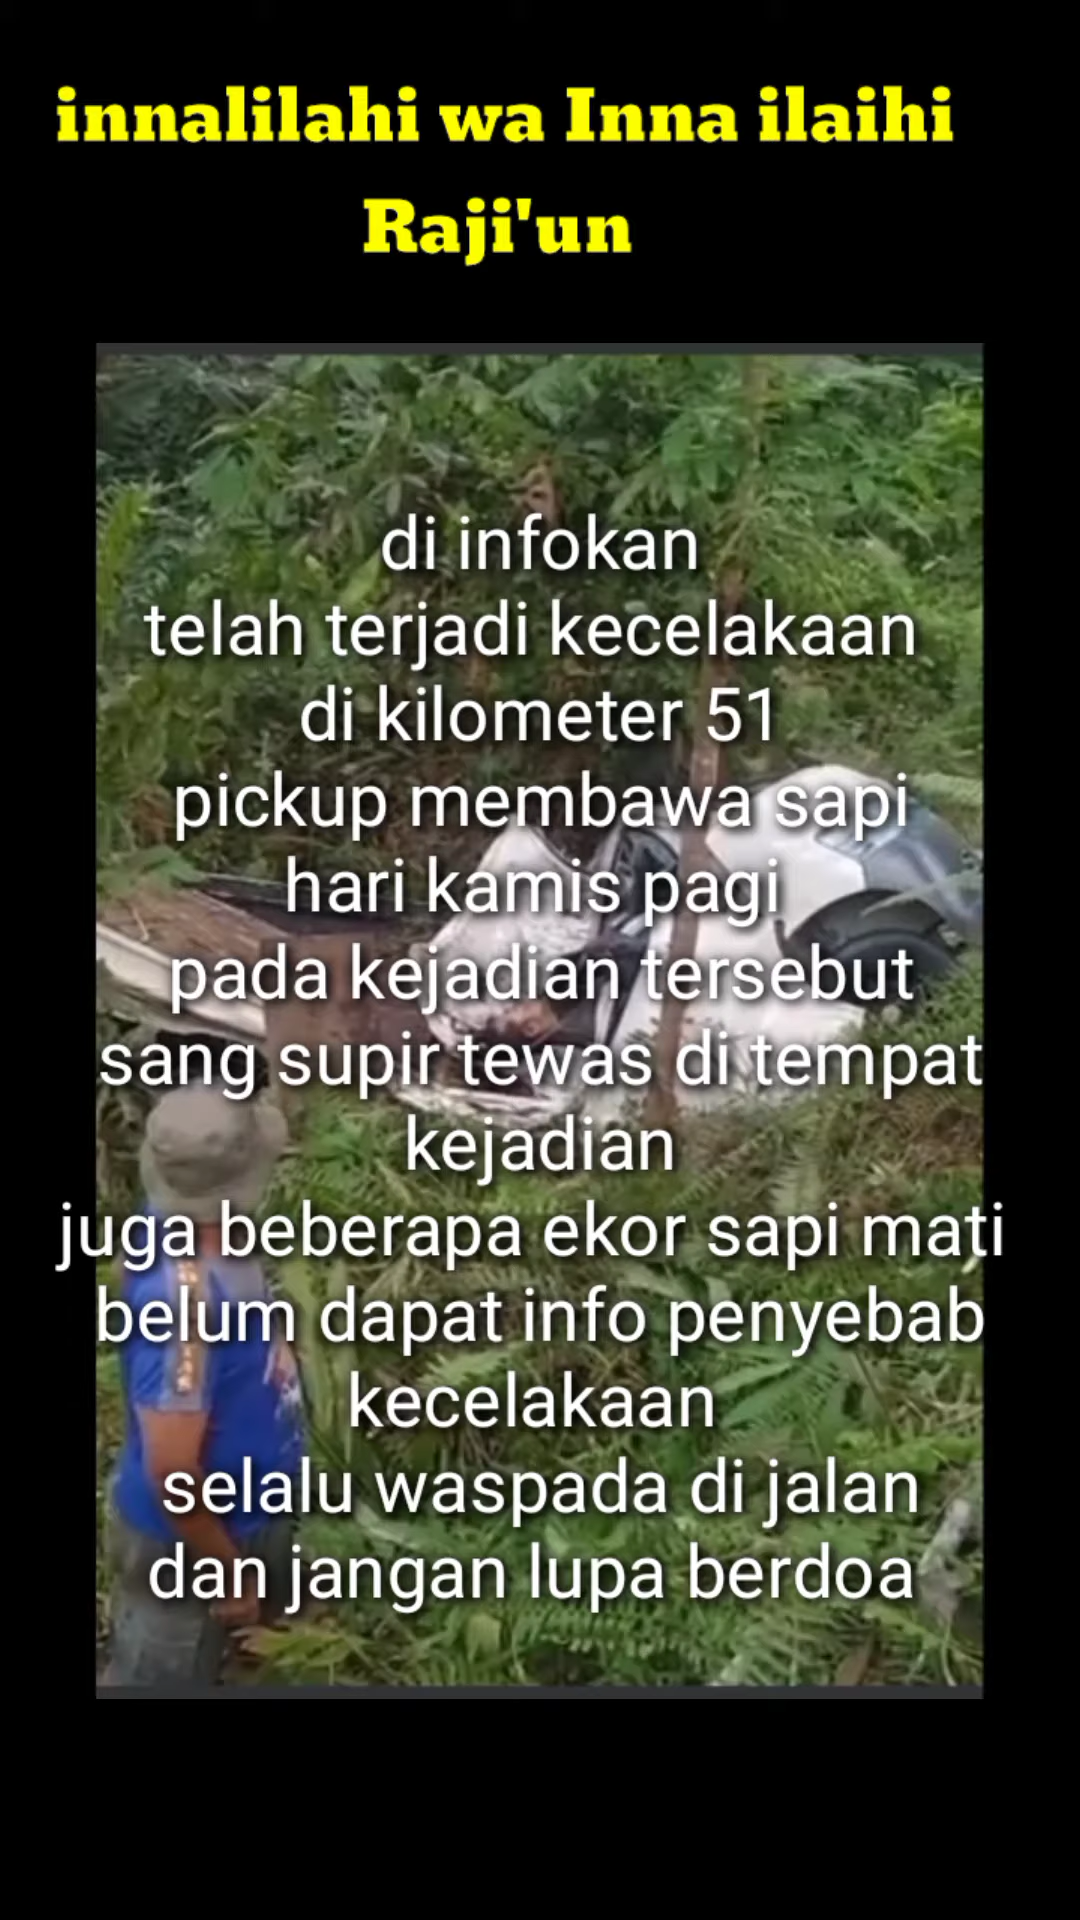 innalilahi wa Inna ilaihi
Raji'un
di infokan
telah terjadi kecelakaan
di kilometer 51
pickup membawa sapi
hari kamis pagi
pada kejadian tersebut
sang supir tewas di tempat
kejadian
juga beberapa ekor sapi mati
belum dapat info penyebab
kecelakaan
selalu waspada di jalan
dan jangan lupa berdoa